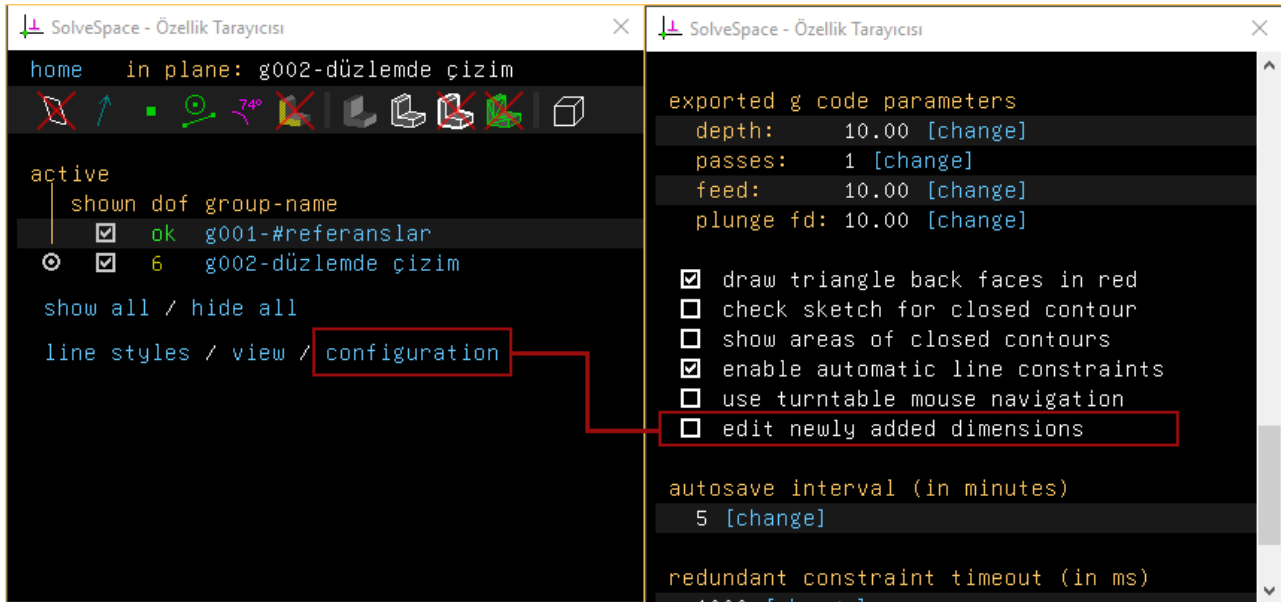 SolveSpace - Özellik Tarayıcısı
home in plane: g002-düzlemde çizim
74°
active
shown dof group-name
ok g001-#referanslar
6 g002-düzlemde çizim
show all / hide all
line styles / view / configuration
SolveSpace - Özellik Tarayıcısı
exported g code parameters
depth: 10.00 [change]
passes: 1 [change]
feed: 10.00 [change]
plunge fd: 10.00 [change]
draw triangle back faces in red
check sketch for closed contour
show areas of closed contours
enable automatic line constraints
use turntable mouse navigation
edit newly added dimensions
autosave interval (in minutes)
5 [change]
redundant constraint timeout (in ms)